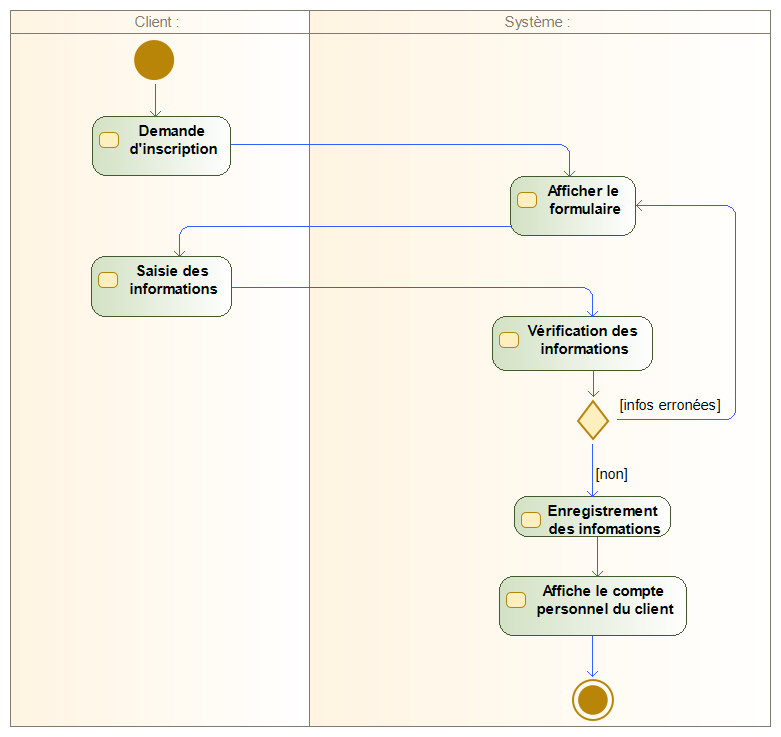 Client :
Système :
Demande
d'inscription
Afficher le
formulaire
Saisie des
informations
Vérification des
informations
[infos erronées]
[non]
Enregistrement
des infomations
Affiche le compte
personnel du client